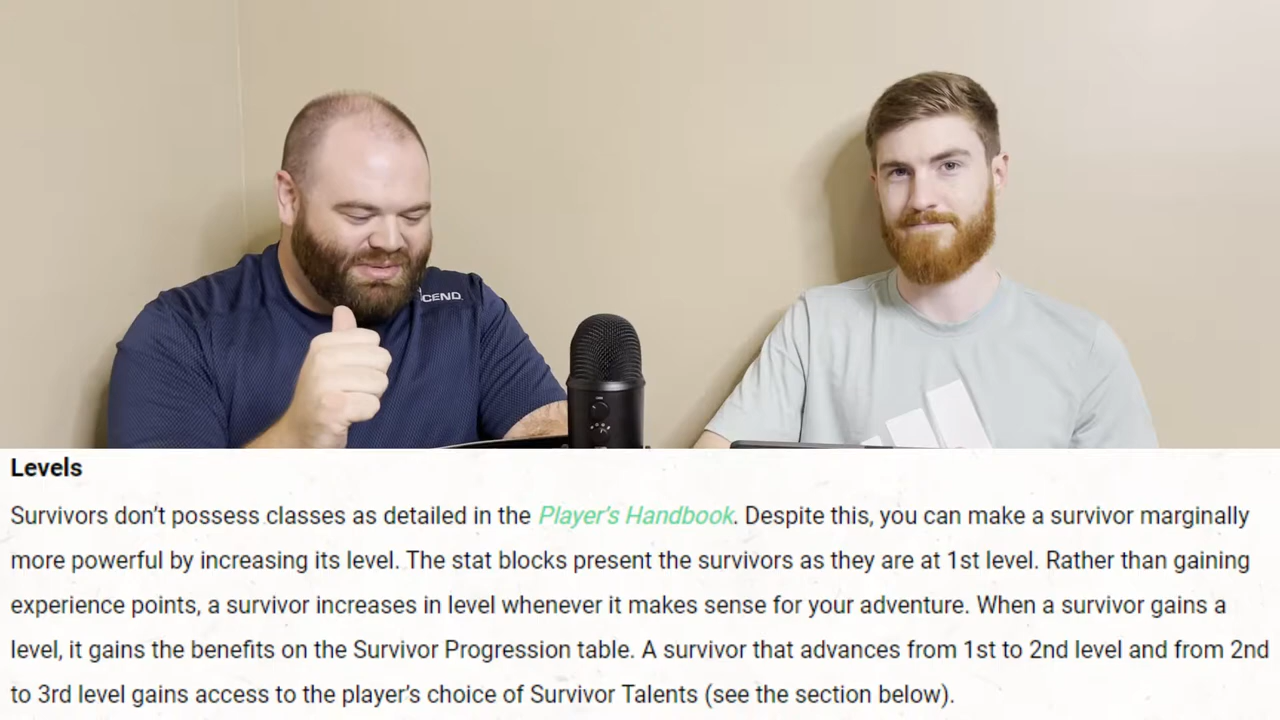 CEND
Levels
Survivors don't possess classes as detailed in the Player's Handbook. Despite this, you can make a survivor marginally
more powerful by increasing its level. The stat blocks present the survivors as they are at 1st level. Rather than gaining
experience points, a survivor increases in level whenever it makes sense for your adventure. When a survivor gains a
level, it gains the benefits on the Survivor Progression table. A survivor that advances from 1st to 2nd level and from 2nd
to 3rd level gains access to the player's choice of Survivor Talents (see the section below).